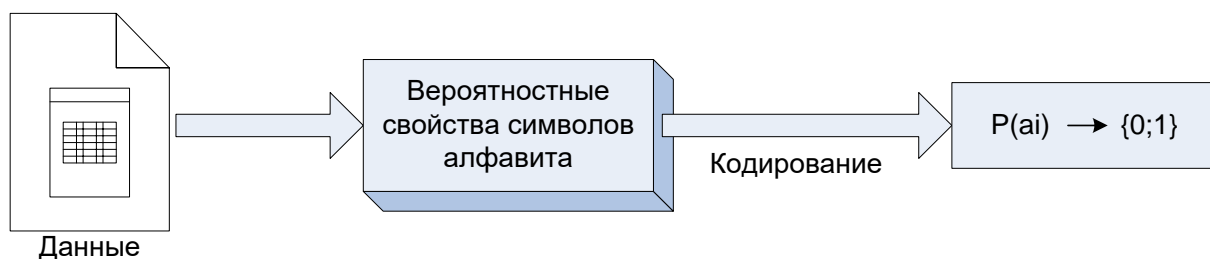 Вероятностные
свойства символов
алфавита
P(ai) → {0;1}
Кодирование
Данные